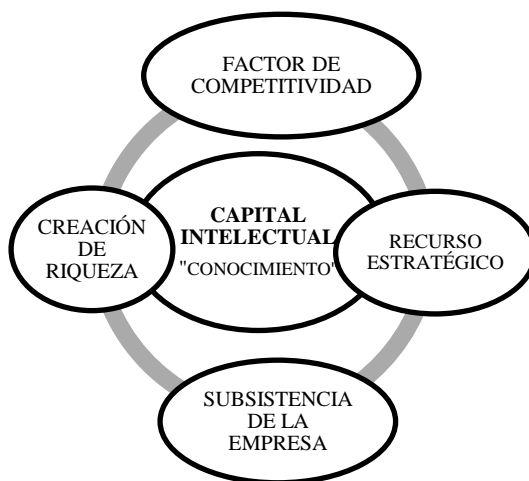 FACTOR DE
COMPETITIVIDAD
CREACIÓN
DE
RIQUEZA
CAPITAL
INTELECTUAL
"CONOCIMIENTO"
RECURSO
ESTRATÉGICO
SUBSISTENCIA
DE LA
EMPRESA